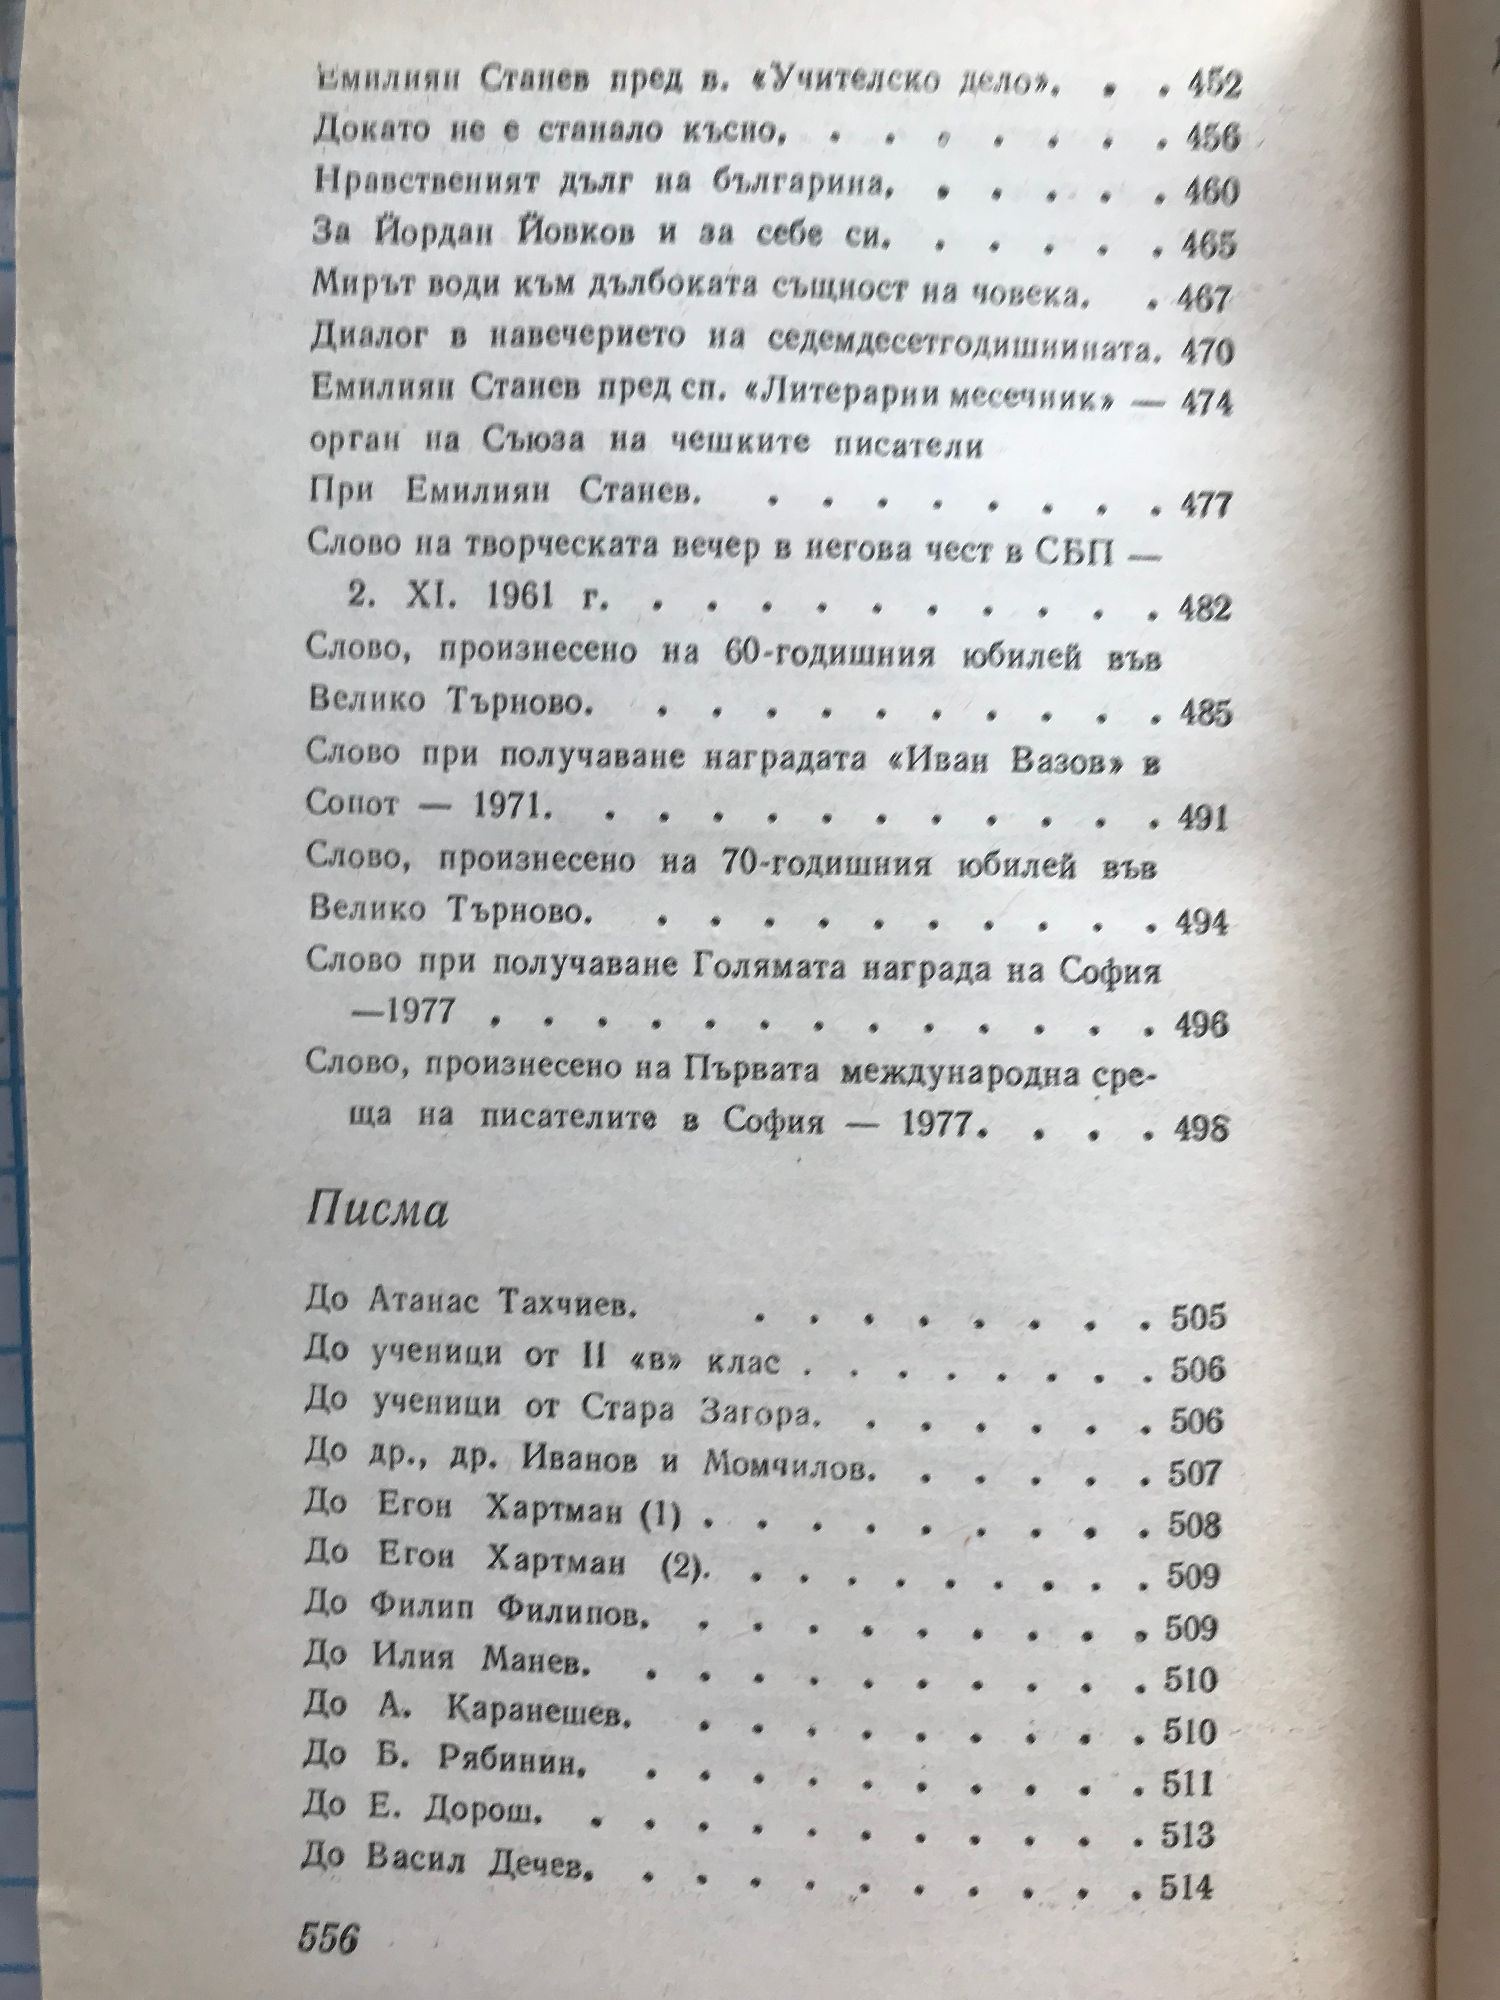 Емилиян Станев пред в. «Учителско дело». . . 452
Докато не е станало късно. . . . . . . . 456
Нравственият дълг на българина. . . . . . 460
За Йордан Йовков и за себе си. . . . . . 465
Мирът води към дълбоката същност на човека. . 467
Диалог в навечерието на седемдесетгодишнината. 470
Емилиян Станев пред сп. «Литерарни месечник» — 474
орган на Съюза на чешките писатели
При Емилиян Станев. . . . . . . . . 477
Слово на творческата вечер в негова чест в СБП —
2. XI. 1961 г. . . . . . . . . . . 482
Слово, произнесено на 60-годишния юбилей във
Велико Търново. . . . . . . . . . . 485
Слово при получаване наградата «Иван Вазов» в
Сопот — 1971. . . . . . . . . . . . 491
Слово, произнесено на 70-годишния юбилей във
Велико Търново. . . . . . . . . . . 494
Слово при получаване Голямата награда на София
—1977 . . . . . . . . . . . . . 496
Слово, произнесено на Първата международна сре-
ща на писателите в София — 1977. . . . . 498
Писма
До Атанас Тахчиев. . . . . . . . . 505
До ученици от II «в» клас . . . . . . . 506
До ученици от Стара Загора. . . . . . . 506
До др., др. Иванов и Момчилов. . . . . . 507
До Егон Хартман (1) . . . . . . . . . 508
До Егон Хартман (2). . . . . . . . . . 509
До Филип Филипов. . . . . . . . . . 509
До Илия Манев. . . . . . . . . . . 510
До А. Каранешев. . . . . . . . . . 510
До Б. Рябинин. . . . . . . . . . . 511
До Е. Дорош. . . . . . . . . . . . 513
До Васил Дечев. . . . . . . . . . . 514
556